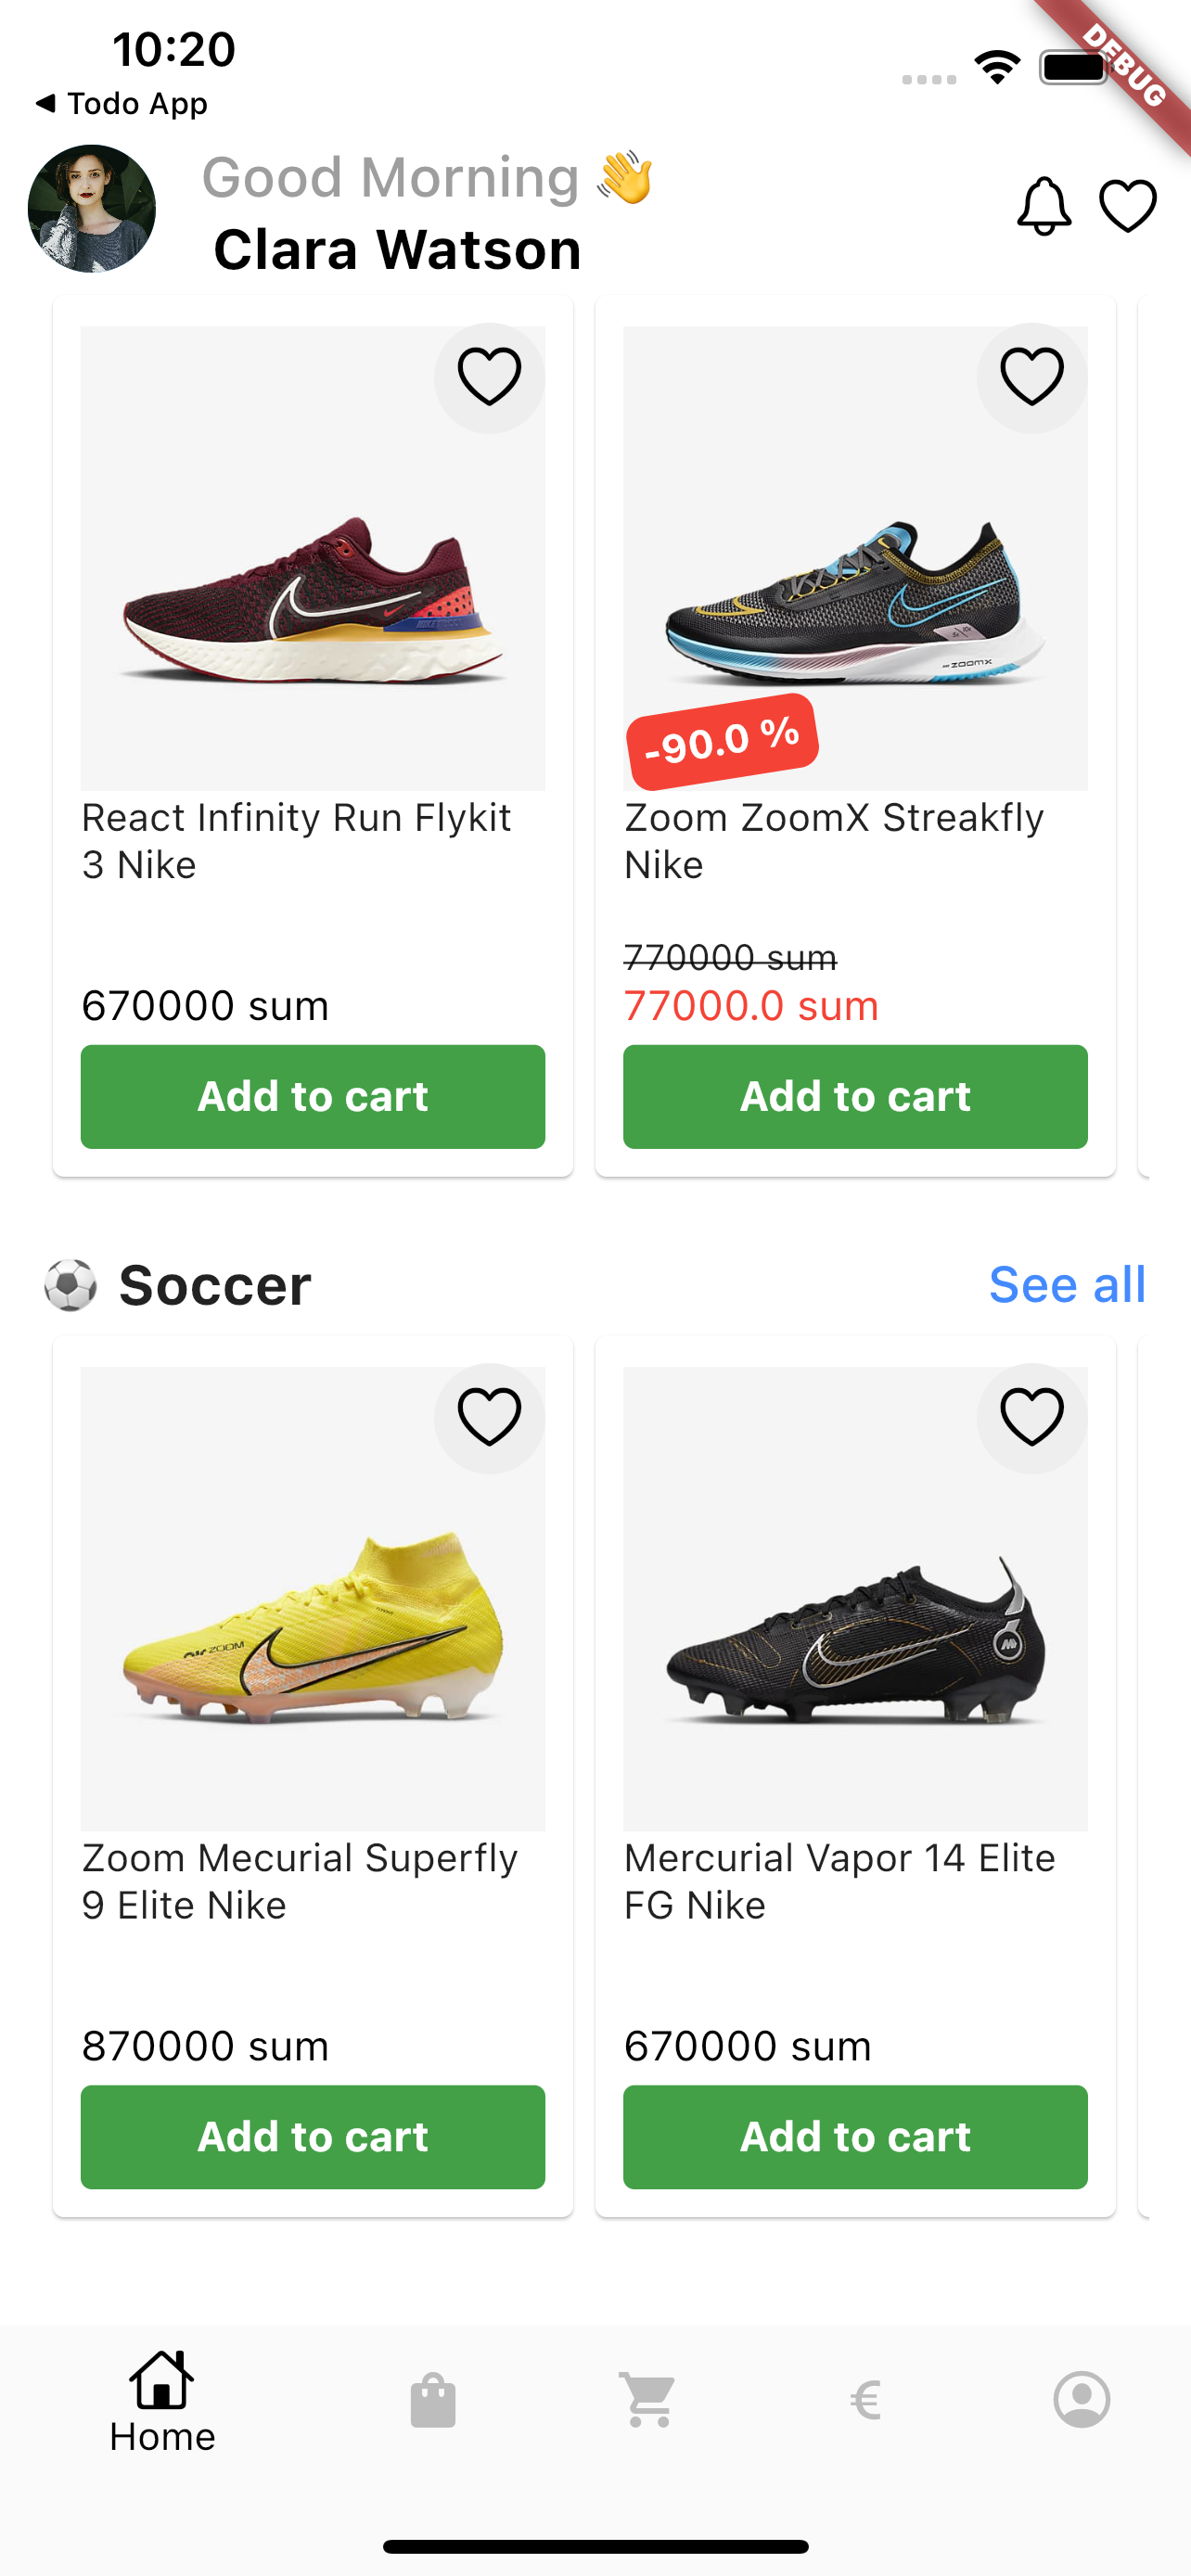 10:20
DEBUG
◀ Todo App
Good Morning 👋
Clara Watson
ZOOMX
-90.0 %
React Infinity Run Flykit
3 Nike
Zoom ZoomX Streakfly
Nike
770000 sum
670000 sum
77000.0 sum
Add to cart
Add to cart
⚽ Soccer
See all
ZOOM
Zoom Mecurial Superfly
9 Elite Nike
Mercurial Vapor 14 Elite
FG Nike
870000 sum
670000 sum
Add to cart
Add to cart
€
Home